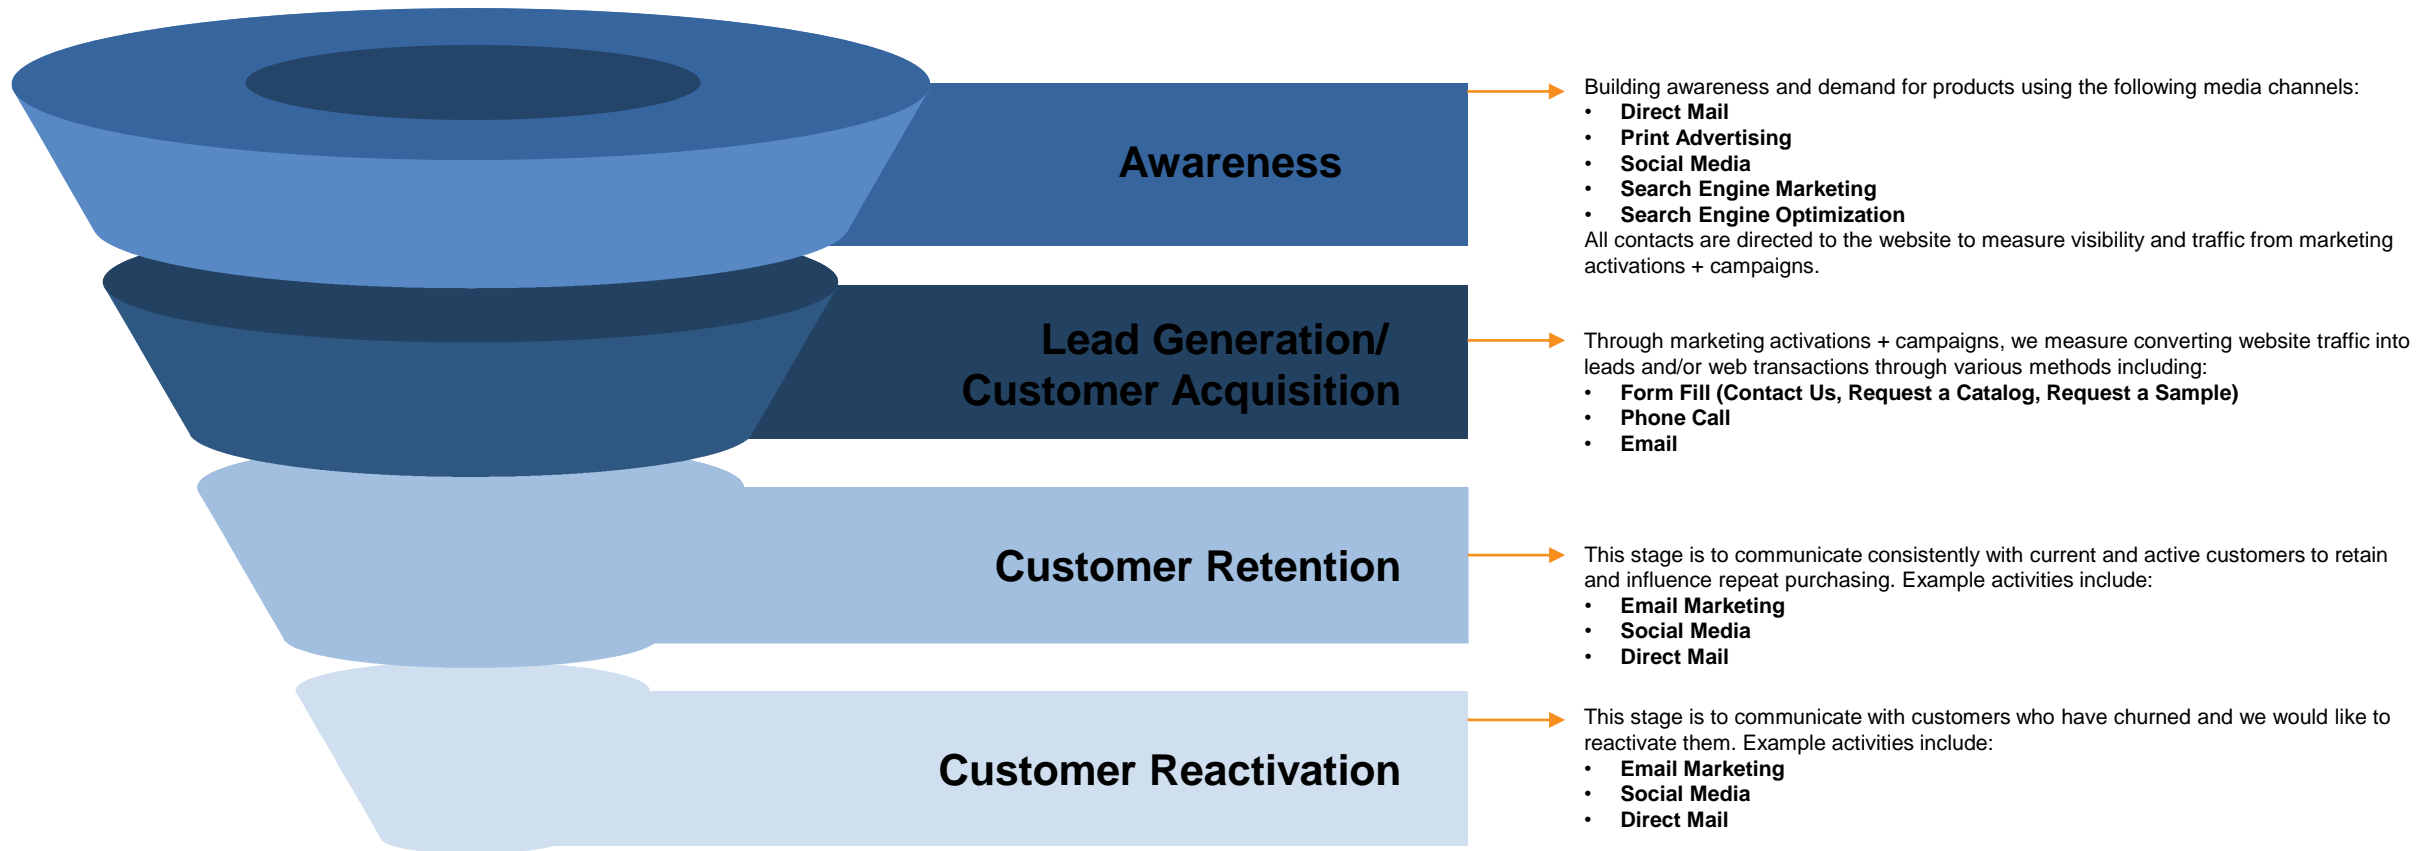 Awareness
Building awareness and demand for products using the following media channels:
• Direct Mail
• Print Advertising
• Social Media
• Search Engine Marketing
• Search Engine Optimization
All contacts are directed to the website to measure visibility and traffic from marketing
activations + campaigns.
Lead Generation/
Customer Acquisition
Through marketing activations + campaigns, we measure converting website traffic into
leads and/or web transactions through various methods including:
• Form Fill (Contact Us, Request a Catalog, Request a Sample)
• Phone Call
• Email
Customer Retention
This stage is to communicate consistently with current and active customers to retain
and influence repeat purchasing. Example activities include:
• Email Marketing
• Social Media
• Direct Mail
Customer Reactivation
This stage is to communicate with customers who have churned and we would like to
reactivate them. Example activities include:
• Email Marketing
• Social Media
• Direct Mail